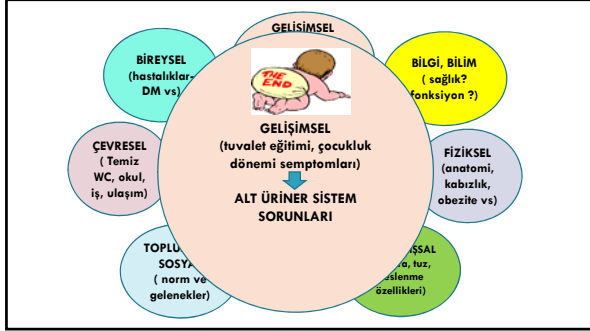 GELİŞİMSEL
BİREYSEL
(hastalıklar-
DM vs)
BİLGİ, BİLİM
( sağlık?
fonksiyon ?)
THE
END
GELİŞİMSEL
(tuvalet eğitimi, çocukluk
dönemi semptomları)
ALT ÜRİNER SİSTEM
SORUNLARI
ÇEVRESEL
( Temiz
WC, okul,
iş, ulaşım)
FİZİKSEL
(anatomi,
kabızlık,
obezite vs)
( norm ve
gelenekler)
tuz,
özellikleri)